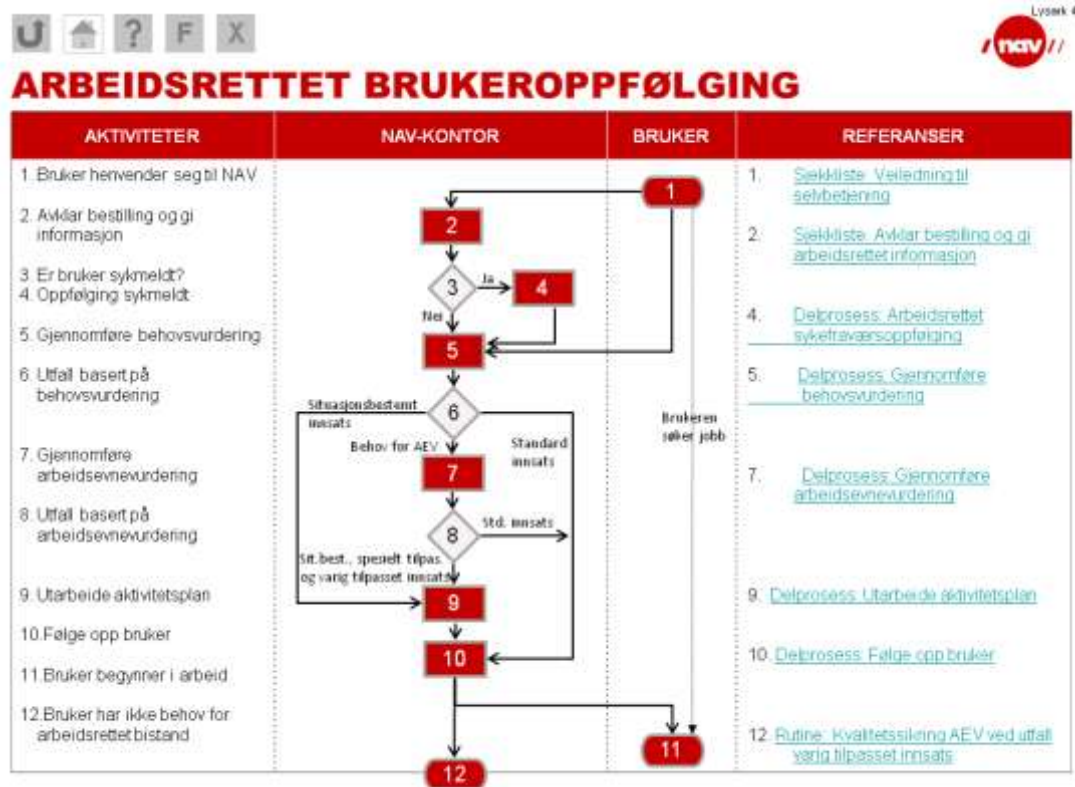 Lysark 4
? F X
nav
ARBEIDSRETTET BRUKEROPPFØLGING
AKTIVITETER
NAV-KONTOR
BRUKER
REFERANSER
1. Bruker henvender seg til NAV
2. Avklar bestilling og gi
informasjon
3. Er bruker sykmeldt?
4. Oppfølging sykmeldt
5. Gjennomføre behovsvurdering
6. Utfall basert på
behovsvurdering
7. Gjennomføre
arbeidsevnevurdering
8. Utfall basert på
arbeidsevnevurdering
9. Utarbeide aktivitetsplan
10. Følge opp bruker
11. Bruker begynner i arbeid
12. Bruker har ikke behov for
arbeidsrettet bistand
1
2
3
Ja
4
Nei
5
Situasjonsbestemt
innsats
6
Behov for AEV
Standard
innsats
7
8
Std. innsats
Sit.best., spesielt tilpas.
og varig tilpasset innsats
9
10
12
Brukeren
søker jobb
11
1. Sjekkliste: Veiledning til
selvbetjening
2. Sjekkliste: Avklar bestilling og gi
arbeidsrettet informasjon
4. Delprosess: Arbeidsrettet
sykefraværsoppfølging
5. Delprosess: Gjennomføre
behovsvurdering
7. Delprosess: Gjennomføre
arbeidsevnevurdering
9. Delprosess: Utarbeide aktivitetsplan
10. Delprosess: Følge opp bruker
12. Rutine: Kvalitetssikring AEV ved utfall
varig tilpasset innsats